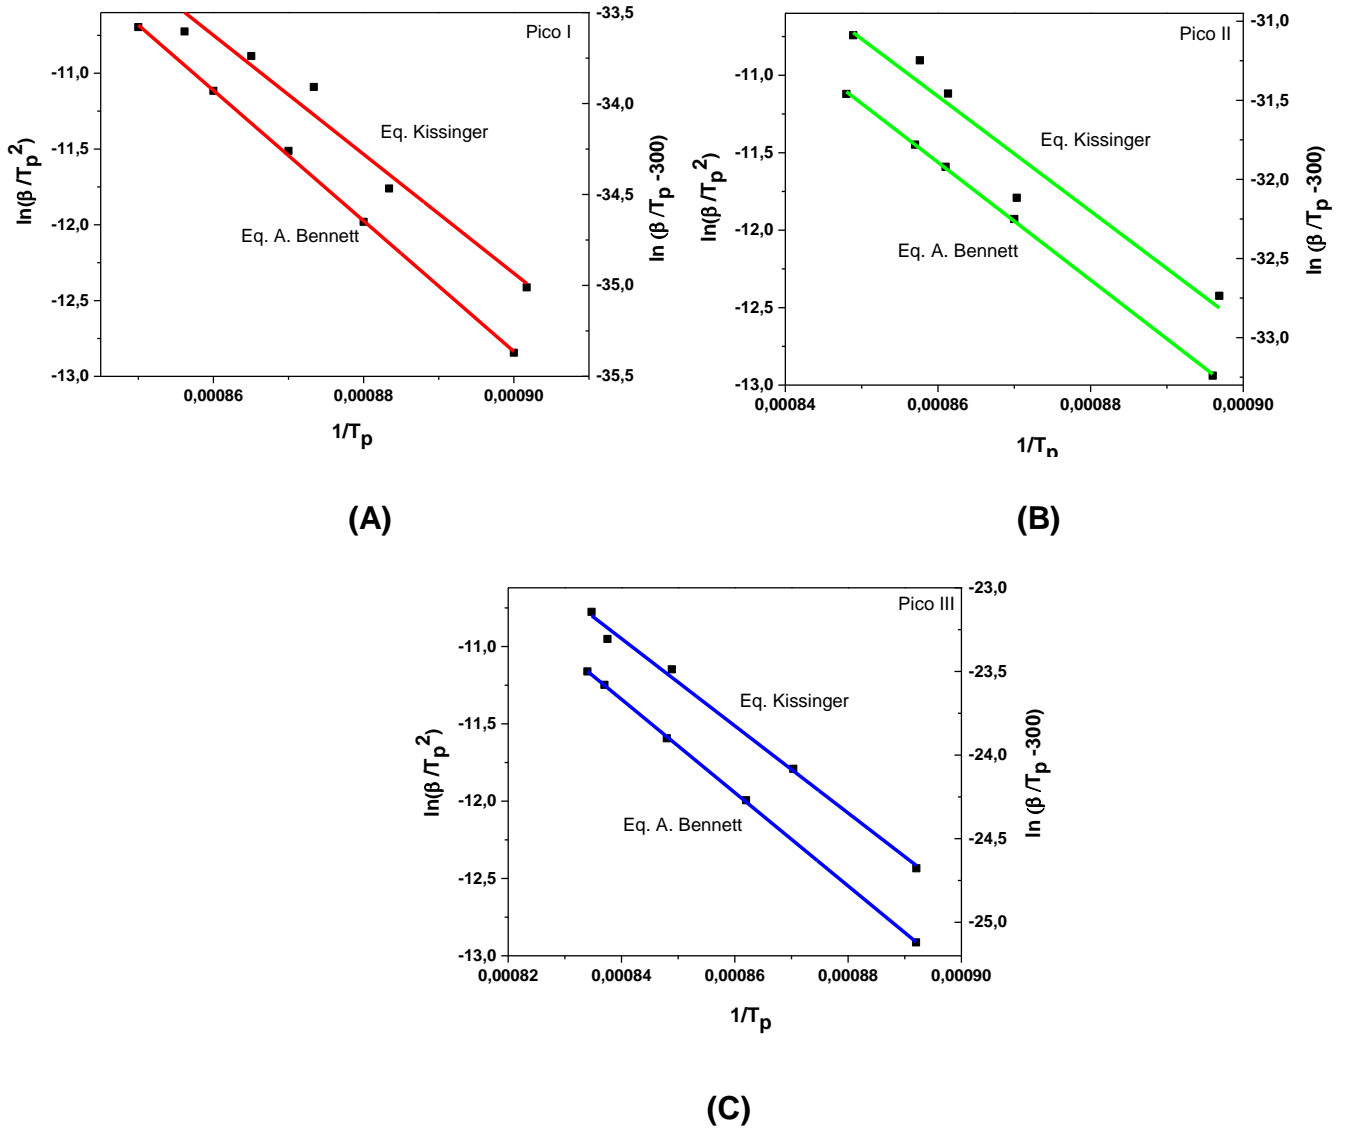 Pico I
-33,5
-11,0
-34,0
Eq. Kissinger
-11,5
ln(β /Tp2)
-34,5
-12,0
ln (β /Tp -300)
Eq. A. Bennett
-12,5
-35,0
-13,0
-35,5
0,00086
0,00088
0,00090
1/Tp
(A)
Pico II
-31,0
-11,0
-31,5
Eq. Kissinger
-11,5
ln(β /Tp2)
-32,0
-12,0
ln (β /Tp -300)
Eq. A. Bennett
-12,5
-32,5
-33,0
-13,0
0,00084
0,00086
0,00088
0,00090
1/Tp
(B)
Pico III
-23,0
-11,0
-23,5
Eq. Kissinger
-11,5
ln(β /Tp2)
-24,0
-12,0
ln (β /Tp -300)
Eq. A. Bennett
-12,5
-24,5
-25,0
-13,0
0,00082
0,00084
0,00086
0,00088
0,00090
1/Tp
(C)